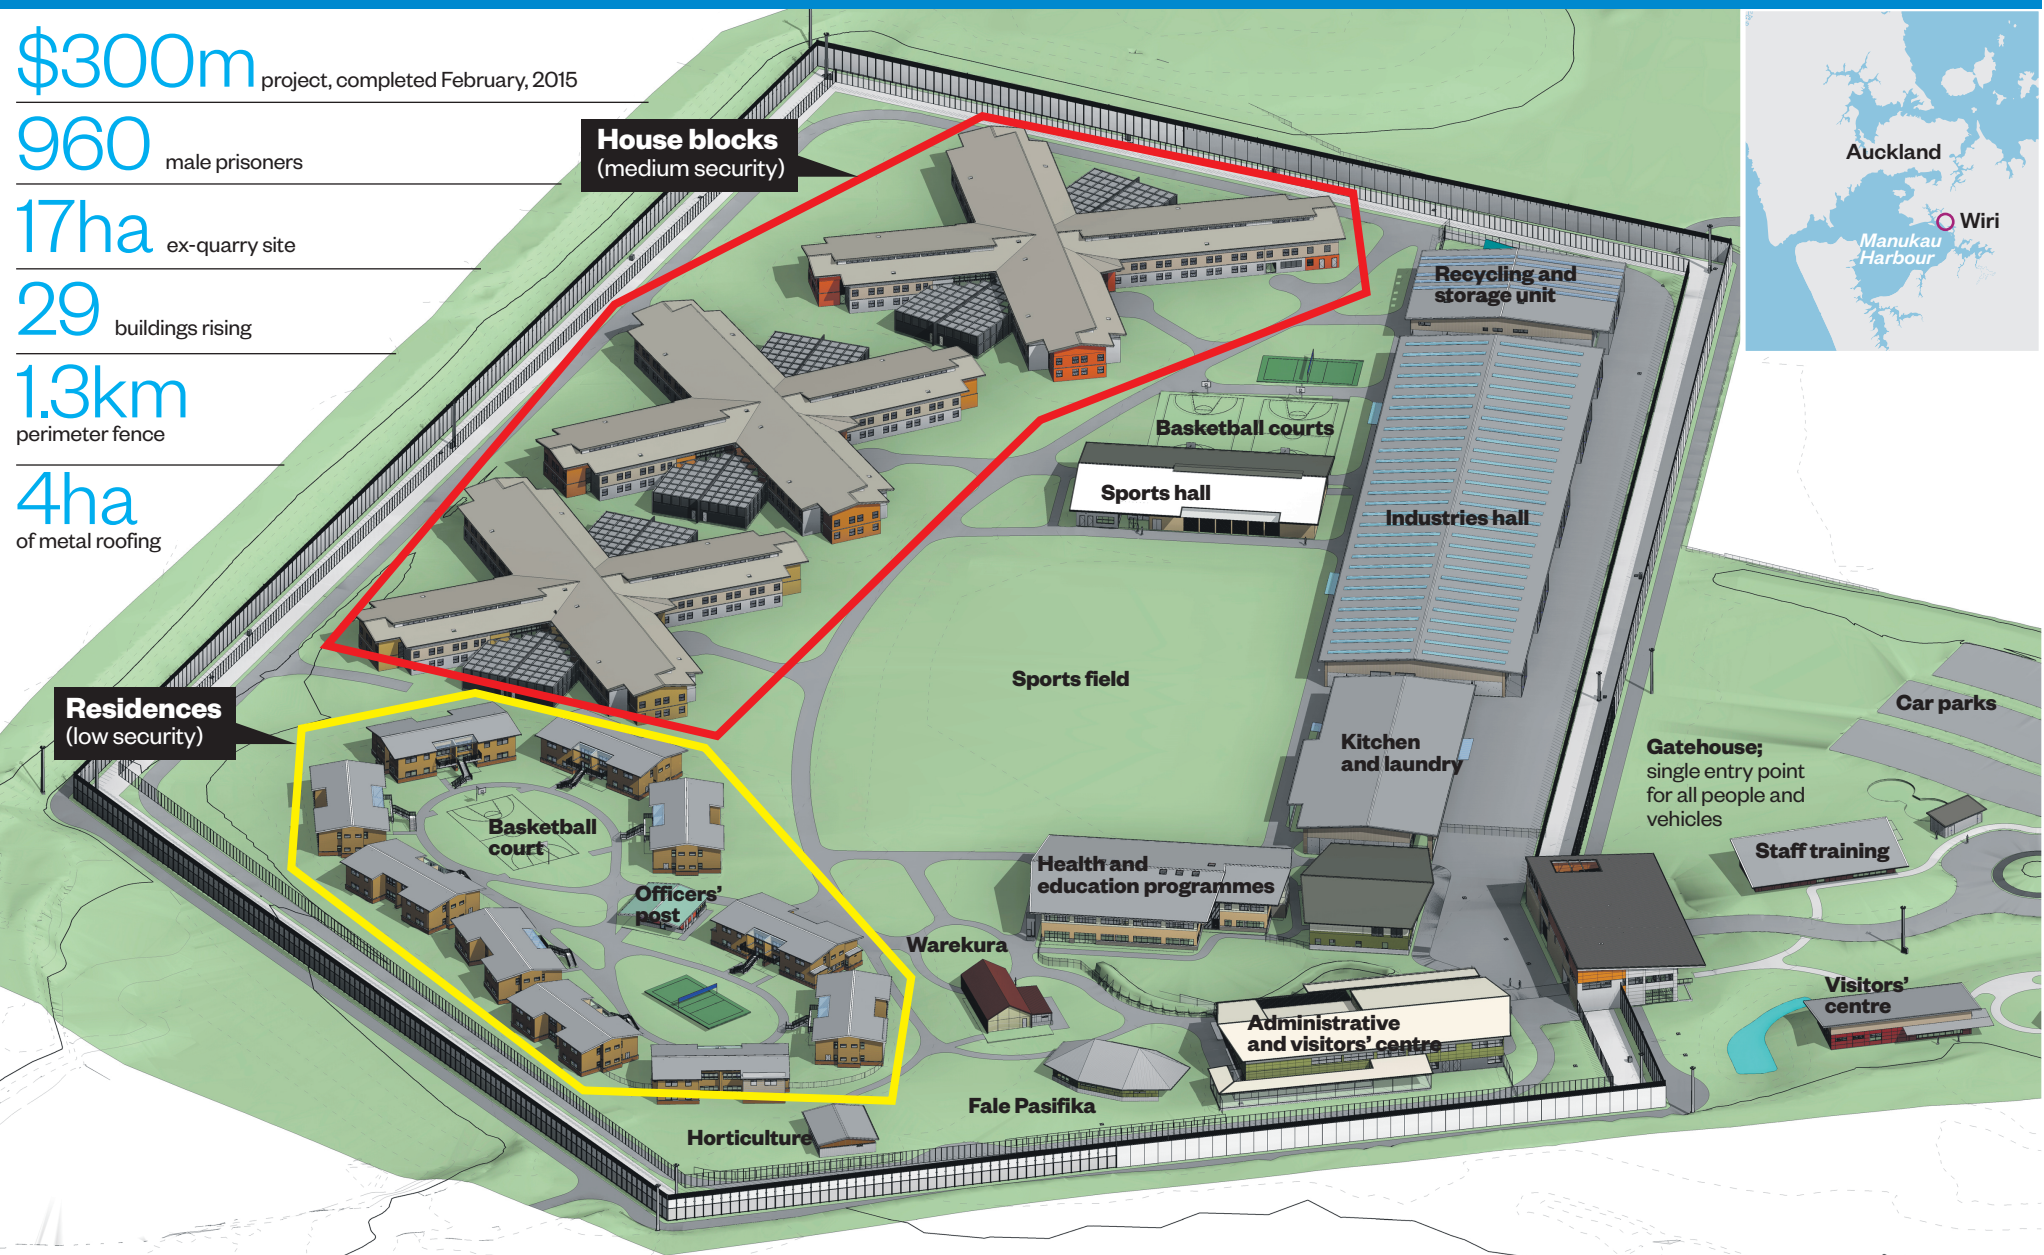 $300m project, completed February, 2015
960 male prisoners
17ha ex-quarry site
29 buildings rising
1.3km
perimeter fence
4ha
of metal roofing
House blocks
(medium security)
Residences
(low security)
Auckland
Wiri
Manukau
Harbour
Recycling and
storage unit
Basketball courts
Sports hall
Industries hall
Sports field
Kitchen
and laundry
Car parks
Gatehouse;
single entry point
for all people and
vehicles
Staff training
Basketball
court
Officers'
post
Health and
education programmes
Warekura
Visitors'
centre
Administrative
and visitors' centre
Fale Pasifika
Horticulture